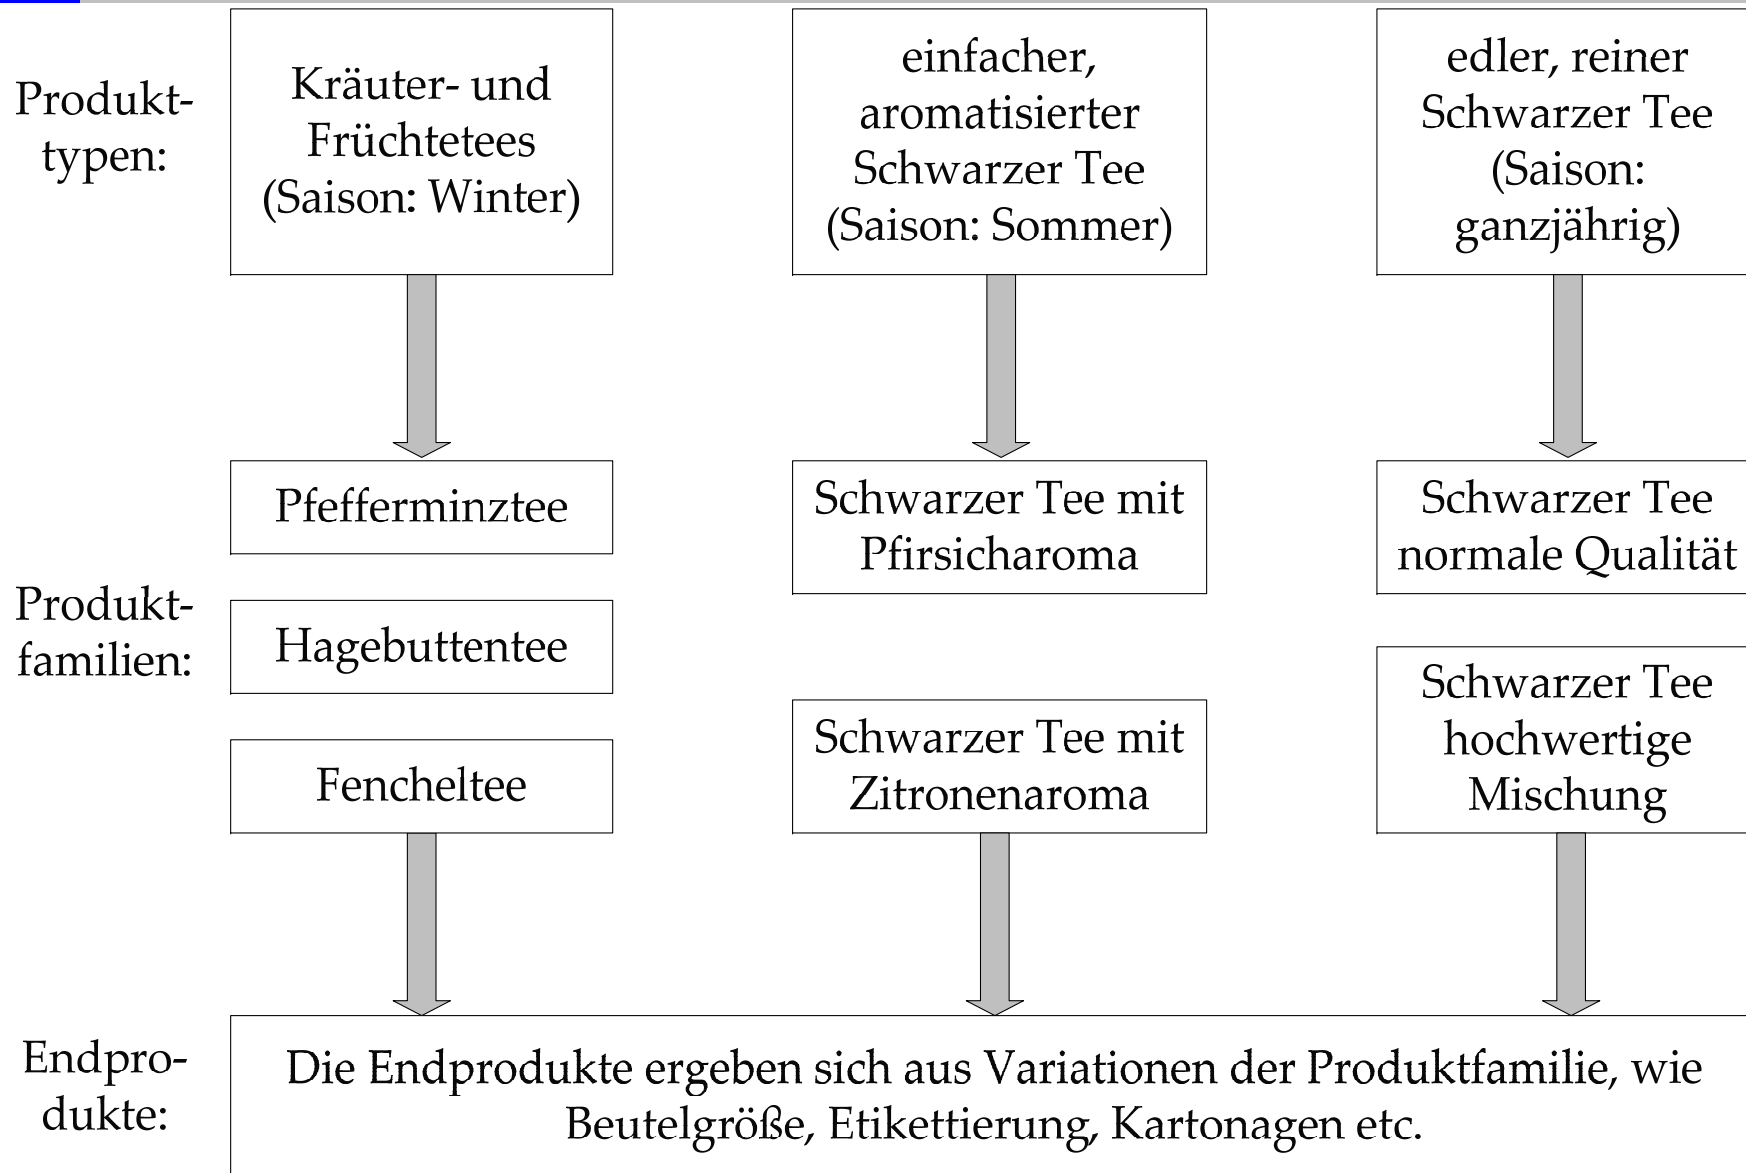 Produkt-
typen:
Kräuter- und
Früchtetees
(Saison: Winter)
einfacher,
aromatisierter
Schwarzer Tee
(Saison: Sommer)
edler, reiner
Schwarzer Tee
(Saison:
ganzjährig)
Produkt-
familien:
Pfefferminztee
Hagebuttentee
Fencheltee
Schwarzer Tee mit
Pfirsicharoma
Schwarzer Tee mit
Zitronenaroma
Schwarzer Tee
normale Qualität
Schwarzer Tee
hochwertige
Mischung
Endpro-
dukte:
Die Endprodukte ergeben sich aus Variationen der Produktfamilie, wie
Beutelgröße, Etikettierung, Kartonagen etc.